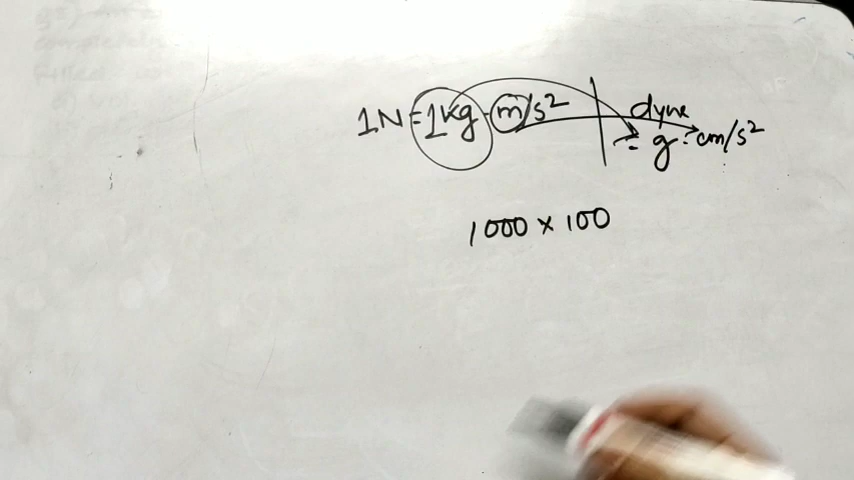 1N = 1kg · m/s² | dyne
= g · cm/s²
1000 × 100